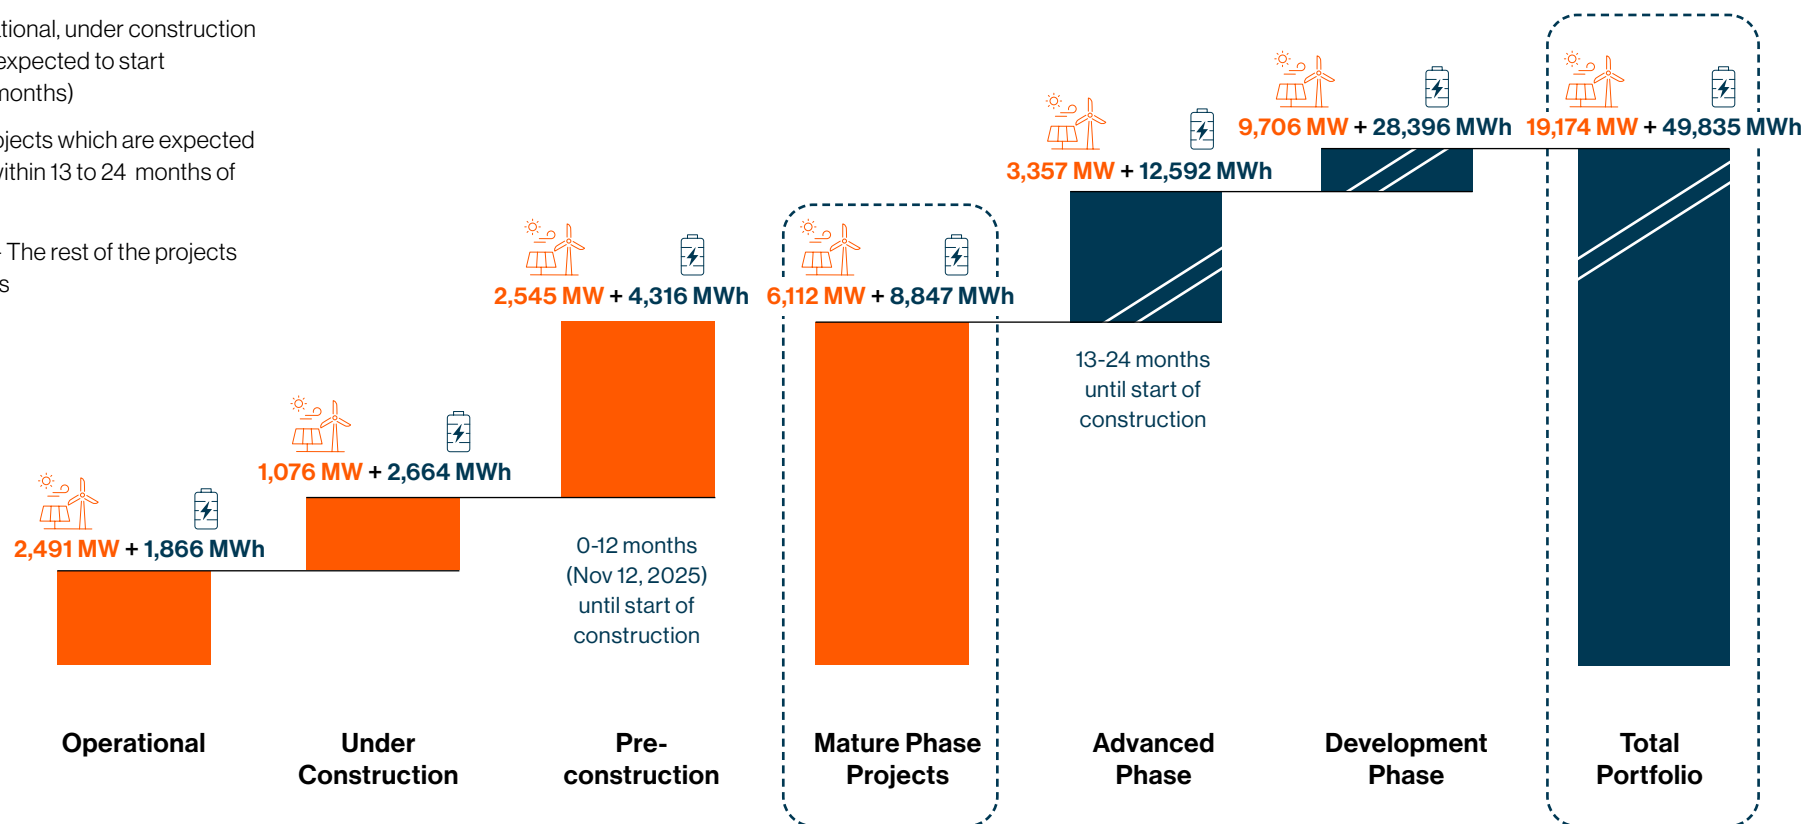 tional, under construction
expected to start
months)
ojects which are expected
within 13 to 24 months of
The rest of the projects
s
2,491 MW + 1,866 MWh
1,076 MW + 2,664 MWh
2,545 MW + 4,316 MWh
6,112 MW + 8,847 MWh
3,357 MW + 12,592 MWh
9,706 MW + 28,396 MWh
19,174 MW + 49,835 MWh
0-12 months
(Nov 12, 2025)
until start of
construction
13-24 months
until start of
construction
Operational
Under
Construction
Pre-
construction
Mature Phase
Projects
Advanced
Phase
Development
Phase
Total
Portfolio